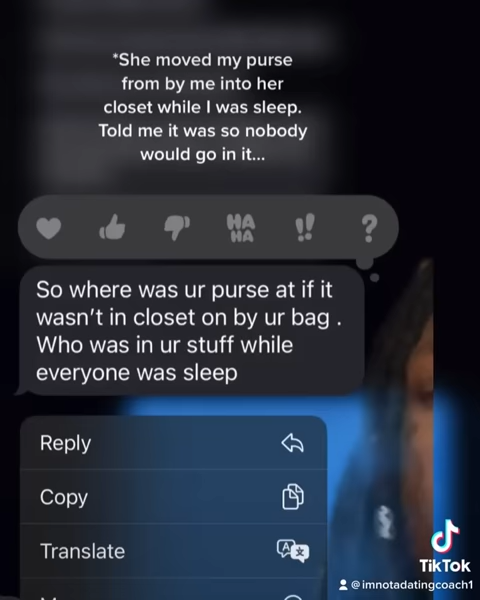 *She moved my purse
from by me into her
closet while I was sleep.
Told me it was so nobody
would go in it...
HA
HA
!!
?
So where was ur purse at if it
wasn't in closet on by ur bag .
Who was in ur stuff while
everyone was sleep
Reply
Copy
Translate
TikTok
@imnotadatingcoach1